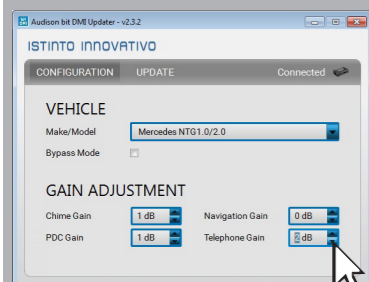 Audison bit DMI Updater - v2.3.2
ISTINTO INNOVATIVO
CONFIGURATION UPDATE Connected
VEHICLE
Make/Model Mercedes NTG1.0/2.0
Bypass Mode
GAIN ADJUSTMENT
Chime Gain 1 dB Navigation Gain 0 dB
PDC Gain 1 dB Telephone Gain 2 dB